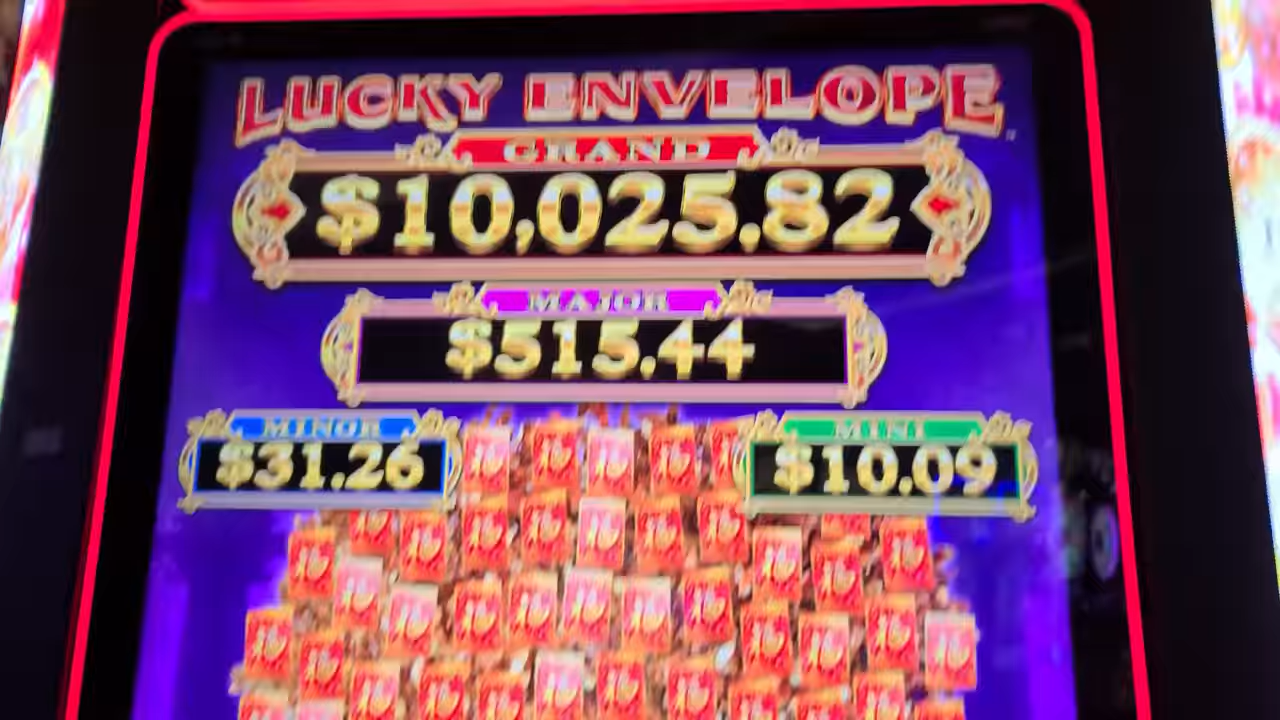 LUCKY ENVELOPE
GRAND
$10,025.82
MAJOR
$515.44
MINOR
$31.26
MINI
$10.09